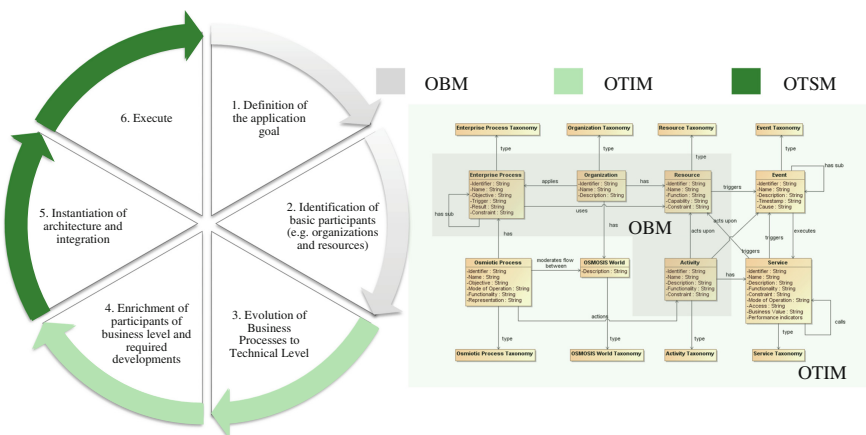 OBM
OTIM
OTSM
1. Definition of
the application
goal
2. Identification of
basic participants
(e.g. organizations
and resources)
3. Evolution of
Business
Processes to
Technical Level
4. Enrichment of
participants of
business level and
required
developments
5. Instantiation of
architecture and
integration
6. Execute
Enterprise Process Taxonomy
Organization Taxonomy
Resource Taxonomy
Event Taxonomy
type
type
type
type
Enterprise Process
-Identifier : String
-Name : String
-Objective : String
-Trigger : String
-Result : String
-Constraint : String
has sub
applies
Organization
-Identifier : String
-Name : String
-Description : String
has
Resource
-Identifier : String
-Name : String
-Function : String
-Capability : String
-Constraint : String
triggers
Event
-Identifier : String
-Name : String
-Description : String
-Timestamp : String
-Cause : String
has sub
uses
has
has
OBM
acts upon
acts upon
triggers
triggers
executes
Osmiotic Process
-Identifier : String
-Name : String
-Objective : String
-Mode of Operation : String
-Functionality : String
-Representation : String
moderates flow
between
OSMOSIS World
-Description : String
Activity
-Identifier : String
-Name : String
-Description : String
-Functionality : String
-Constraint : String
has
Service
-Identifier : String
-Name : String
-Description : String
-Functionality : String
-Constraint : String
-Mode of Operation : String
-Access : String
-Business Value : String
-Performance indicators
calls
actions
type
type
type
type
Osmiotic Process Taxonomy
OSMOSIS World Taxonomy
Activity Taxonomy
Service Taxonomy
OTIM